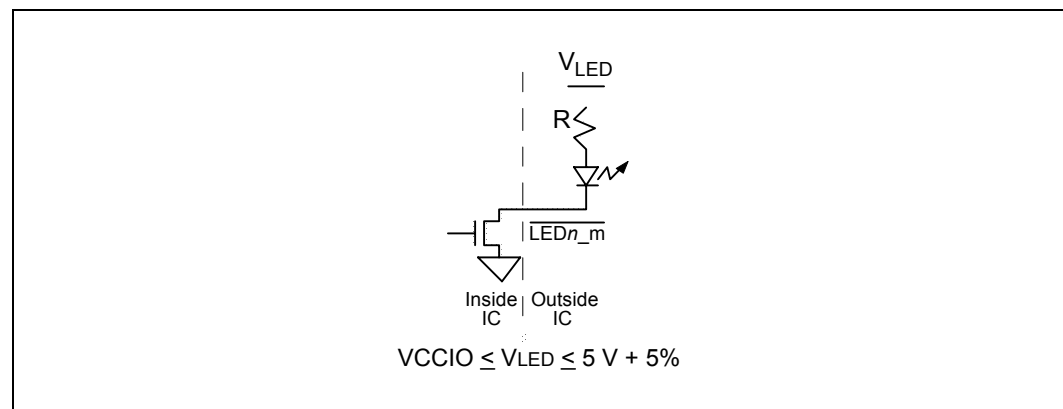 VLED
R
LEDn_m
Inside Outside
IC IC
VCCIO ≤ VLED ≤ 5 V + 5%